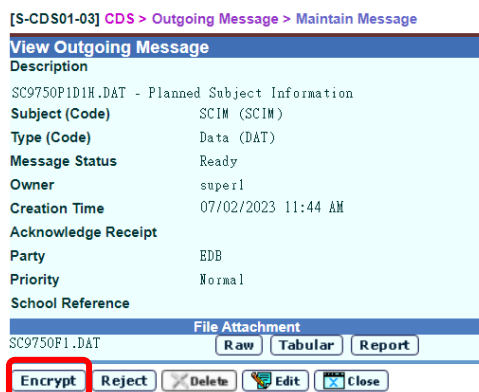 [S-CDS01-03] CDS > Outgoing Message > Maintain Message
View Outgoing Message
Description
SC9750P1D1H.DAT - Planned Subject Information
Subject (Code) SCIM (SCIM)
Type (Code) Data (DAT)
Message Status Ready
Owner super1
Creation Time 07/02/2023 11:44 AM
Acknowledge Receipt
Party EDB
Priority Normal
School Reference
File Attachment
SC9750F1.DAT Raw Tabular Report
Encrypt Reject Delete Edit Close